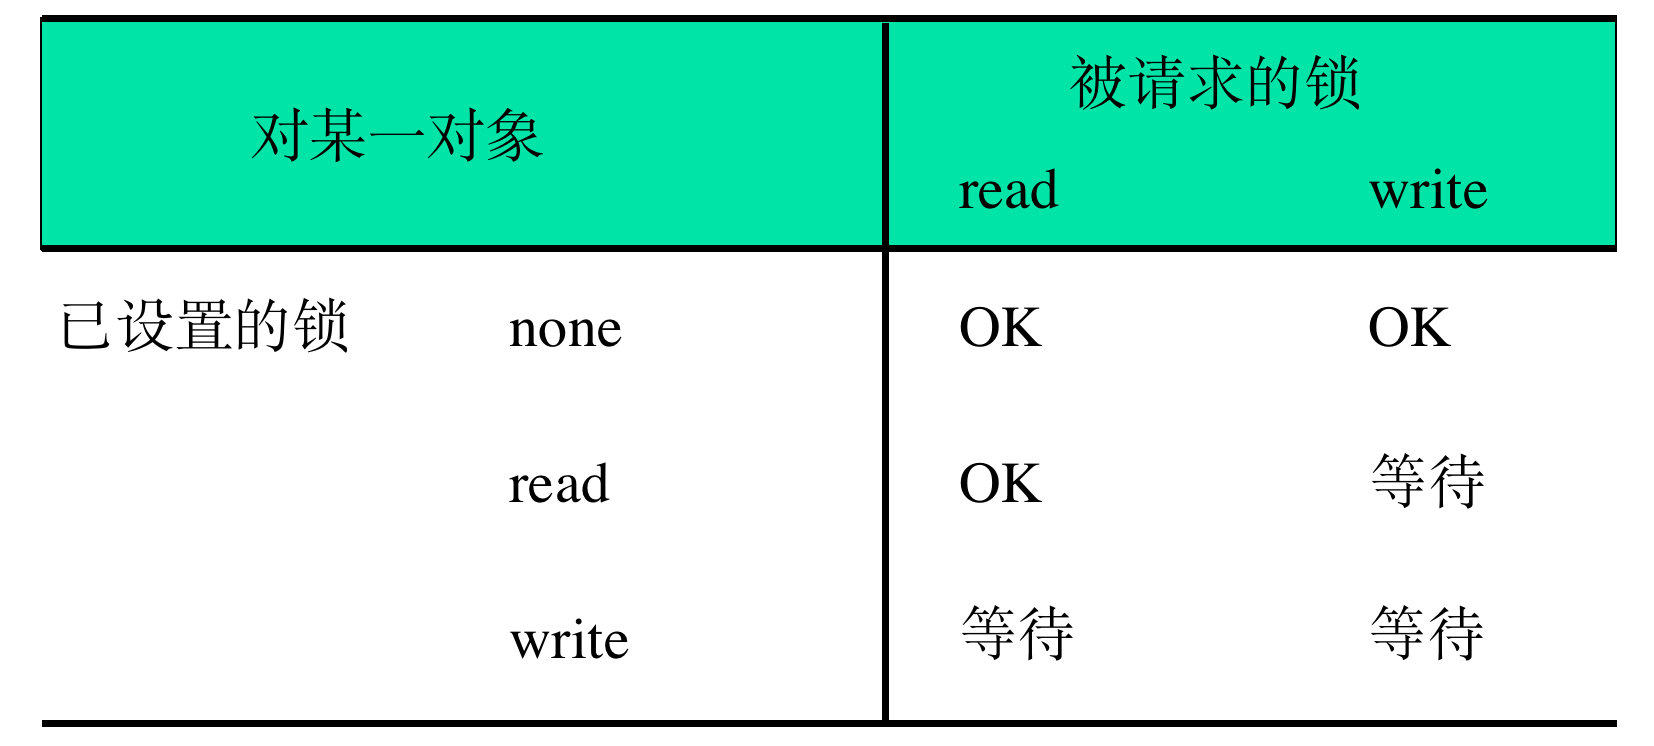 对某一对象 被请求的锁
read write
已设置的锁 none OK OK
read OK 等待
write 等待 等待